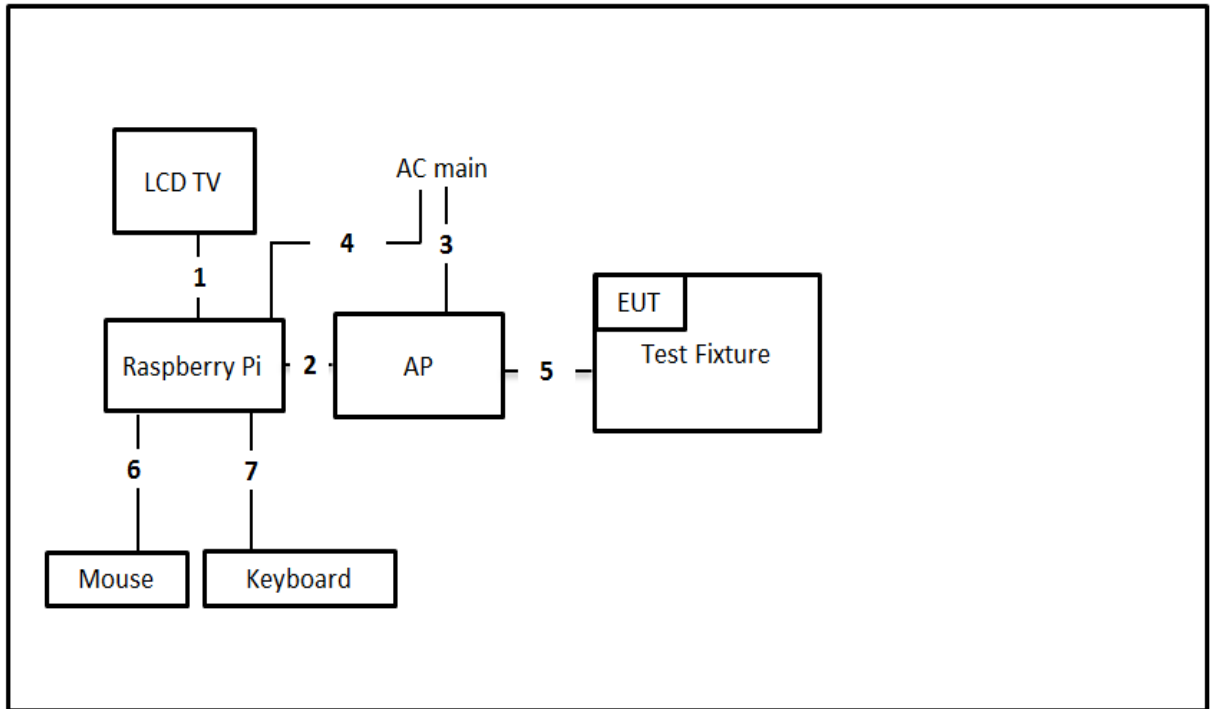 LCD TV
AC main
4
3
1
EUT
Raspberry Pi
2
AP
5
Test Fixture
6
7
Mouse
Keyboard